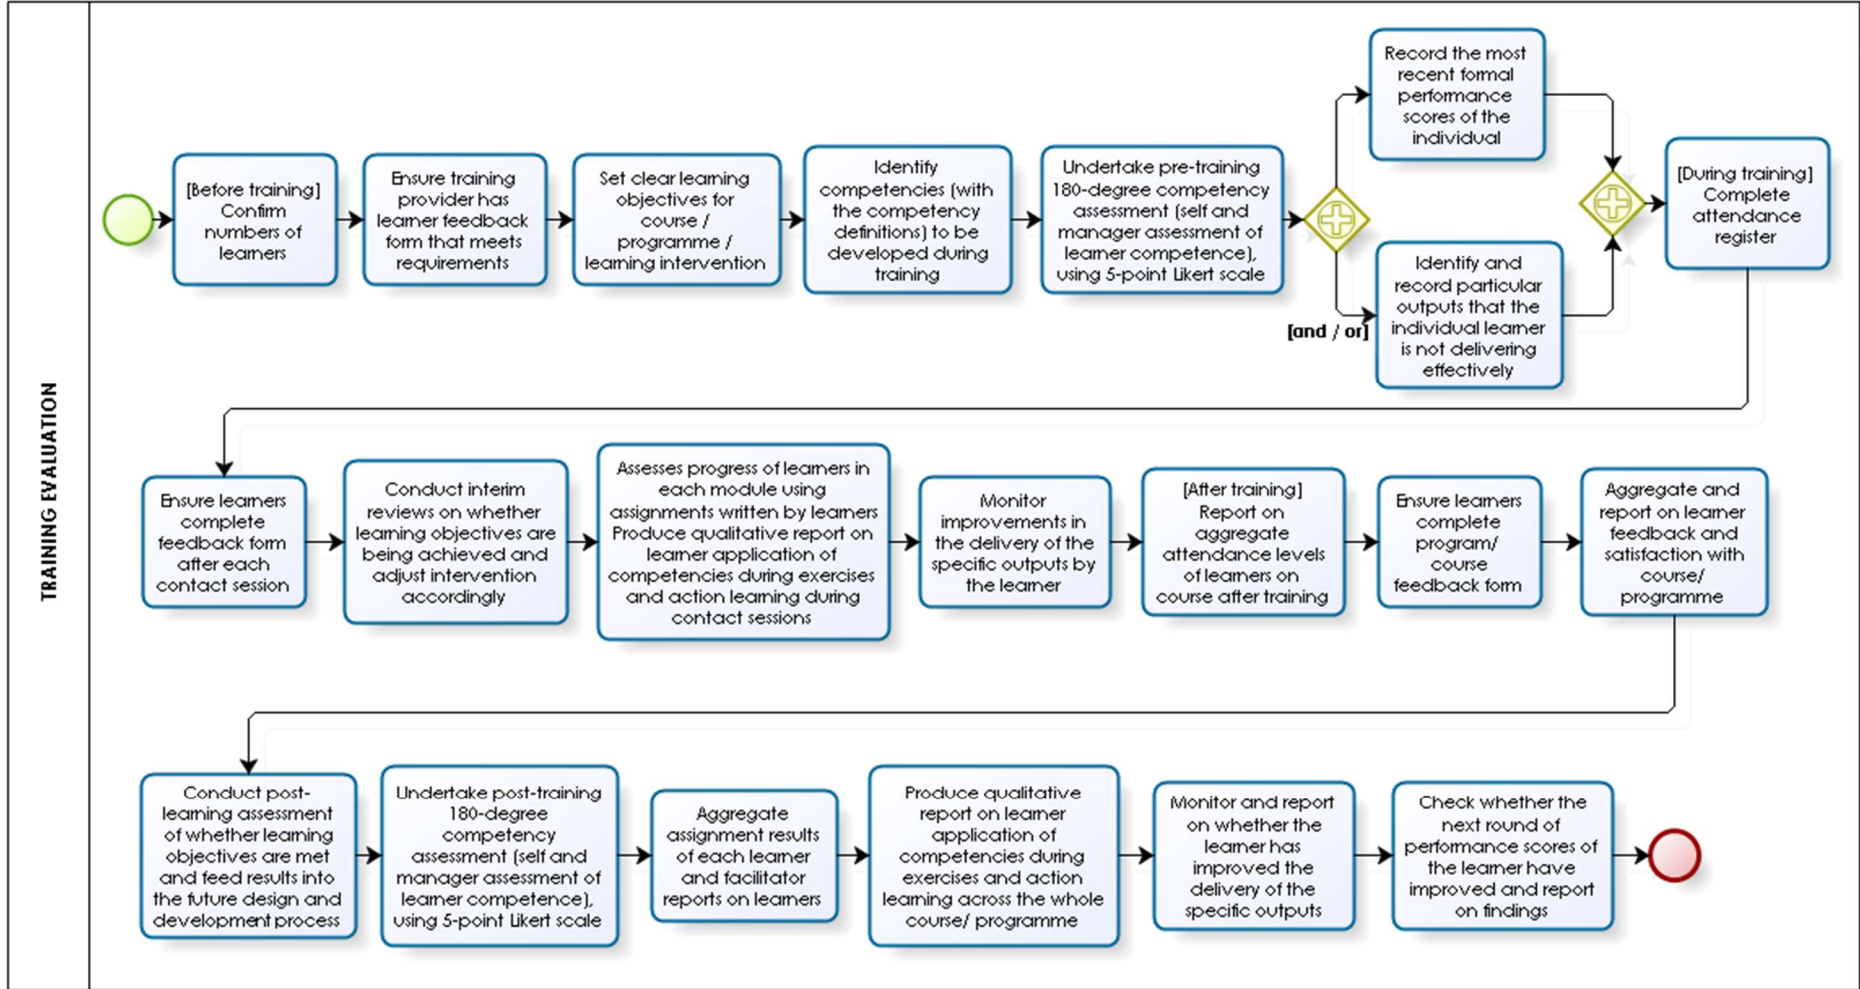 TRAINING EVALUATION
[Before training]
Confirm
numbers of
learners
Ensure training
provider has
learner feedback
form that meets
requirements
Set clear learning
objectives for
course /
programme /
learning intervention
Identify
competencies (with
the competency
definitions) to be
developed during
training
Undertake pre-training
180-degree competency
assessment (self and
manager assessment of
learner competence),
using 5-point Likert scale
Record the most
recent formal
performance
scores of the
individual
[and / or]
Identify and
record particular
outputs that the
individual learner
is not delivering
effectively
[During training]
Complete
attendance
register
Ensure learners
complete
feedback form
after each
contact session
Conduct interim
reviews on whether
learning objectives are
being achieved and
adjust intervention
accordingly
Assesses progress of learners in
each module using
assignments written by learners
Produce qualitative report on
learner application of
competencies during exercises
and action learning during
contact sessions
Monitor
improvements in
the delivery of the
specific outputs by
the learner
[After training]
Report on
aggregate
attendance levels
of learners on
course after training
Ensure learners
complete
program/
course
feedback form
Aggregate and
report on learner
feedback and
satisfaction with
course/
programme
Conduct post-
learning assessment
of whether learning
objectives are met
and feed results into
the future design and
development process
Undertake post-training
180-degree
competency
assessment (self and
manager assessment of
learner competence),
using 5-point Likert scale
Aggregate
assignment results
of each learner
and facilitator
reports on learners
Produce qualitative
report on learner
application of
competencies during
exercises and action
learning across the whole
course/ programme
Monitor and report
on whether the
learner has
improved the
delivery of the
specific outputs
Check whether the
next round of
performance scores of
the learner have
improved and report
on findings